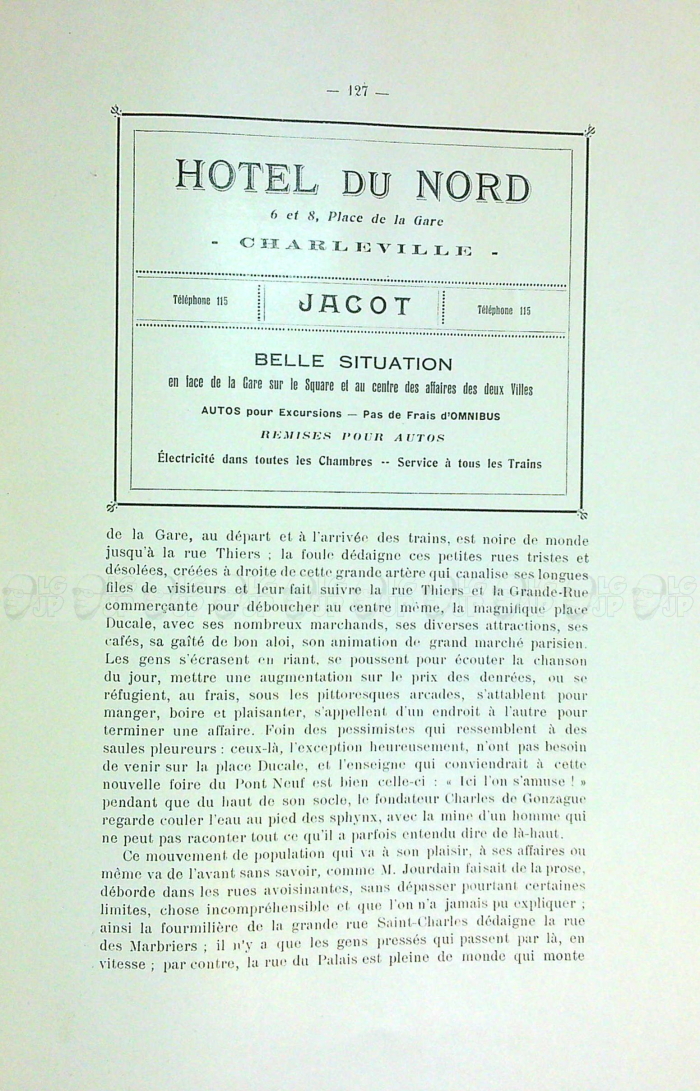 — 127 —
HOTEL DU NORD
6 et 8, Place de la Gare
- CHARLEVILLE -
Téléphone 115
JACOT
Téléphone 115
BELLE SITUATION
en face de la Gare sur le Square et au centre des affaires des deux Villes
AUTOS pour Excursions — Pas de Frais d'OMNIBUS
REMISES POUR AUTOS
Électricité dans toutes les Chambres -- Service à tous les Trains
de la Gare, au départ et à l'arrivée des trains, est noire de monde
jusqu'à la rue Thiers ; la foule dédaigne ces petites rues tristes et
désolées, créées à droite de cette grande artère qui canalise ses longues
files de visiteurs et leur fait suivre la rue Thiers et la Grande-Rue
commerçante pour déboucher au centre même, la magnifique place
Ducale, avec ses nombreux marchands, ses diverses attractions, ses
cafés, sa gaîté de bon aloi, son animation de grand marché parisien.
Les gens s'écrasent en riant, se poussent pour écouter la chanson
du jour, mettre une augmentation sur le prix des denrées, ou se
réfugient, au frais, sous les pittoresques arcades, s'attablent pour
manger, boire et plaisanter, s'appellent d'un endroit à l'autre pour
terminer une affaire. Foin des pessimistes qui ressemblent à des
saules pleureurs : ceux-là, l'exception heureusement, n'ont pas besoin
de venir sur la place Ducale, et l'enseigne qui conviendrait à cette
nouvelle foire du Pont Neuf est bien celle-ci : « Ici l'on s'amuse ! »
pendant que du haut de son socle, le fondateur Charles de Gonzague
regarde couler l'eau au pied des sphynx, avec la mine d'un homme qui
ne peut pas raconter tout ce qu'il a parfois entendu dire de là-haut.
Ce mouvement de population qui va à son plaisir, à ses affaires ou
même va de l'avant sans savoir, comme M. Jourdain faisait de la prose,
déborde dans les rues avoisinantes, sans dépasser pourtant certaines
limites, chose incompréhensible et que l'on n'a jamais pu expliquer ;
ainsi la fourmilière de la grande rue Saint-Charles dédaigne la rue
des Marbriers ; il n'y a que les gens pressés qui passent par là, en
vitesse ; par contre, la rue du Palais est pleine de monde qui monte
LG
JP
LG
JP